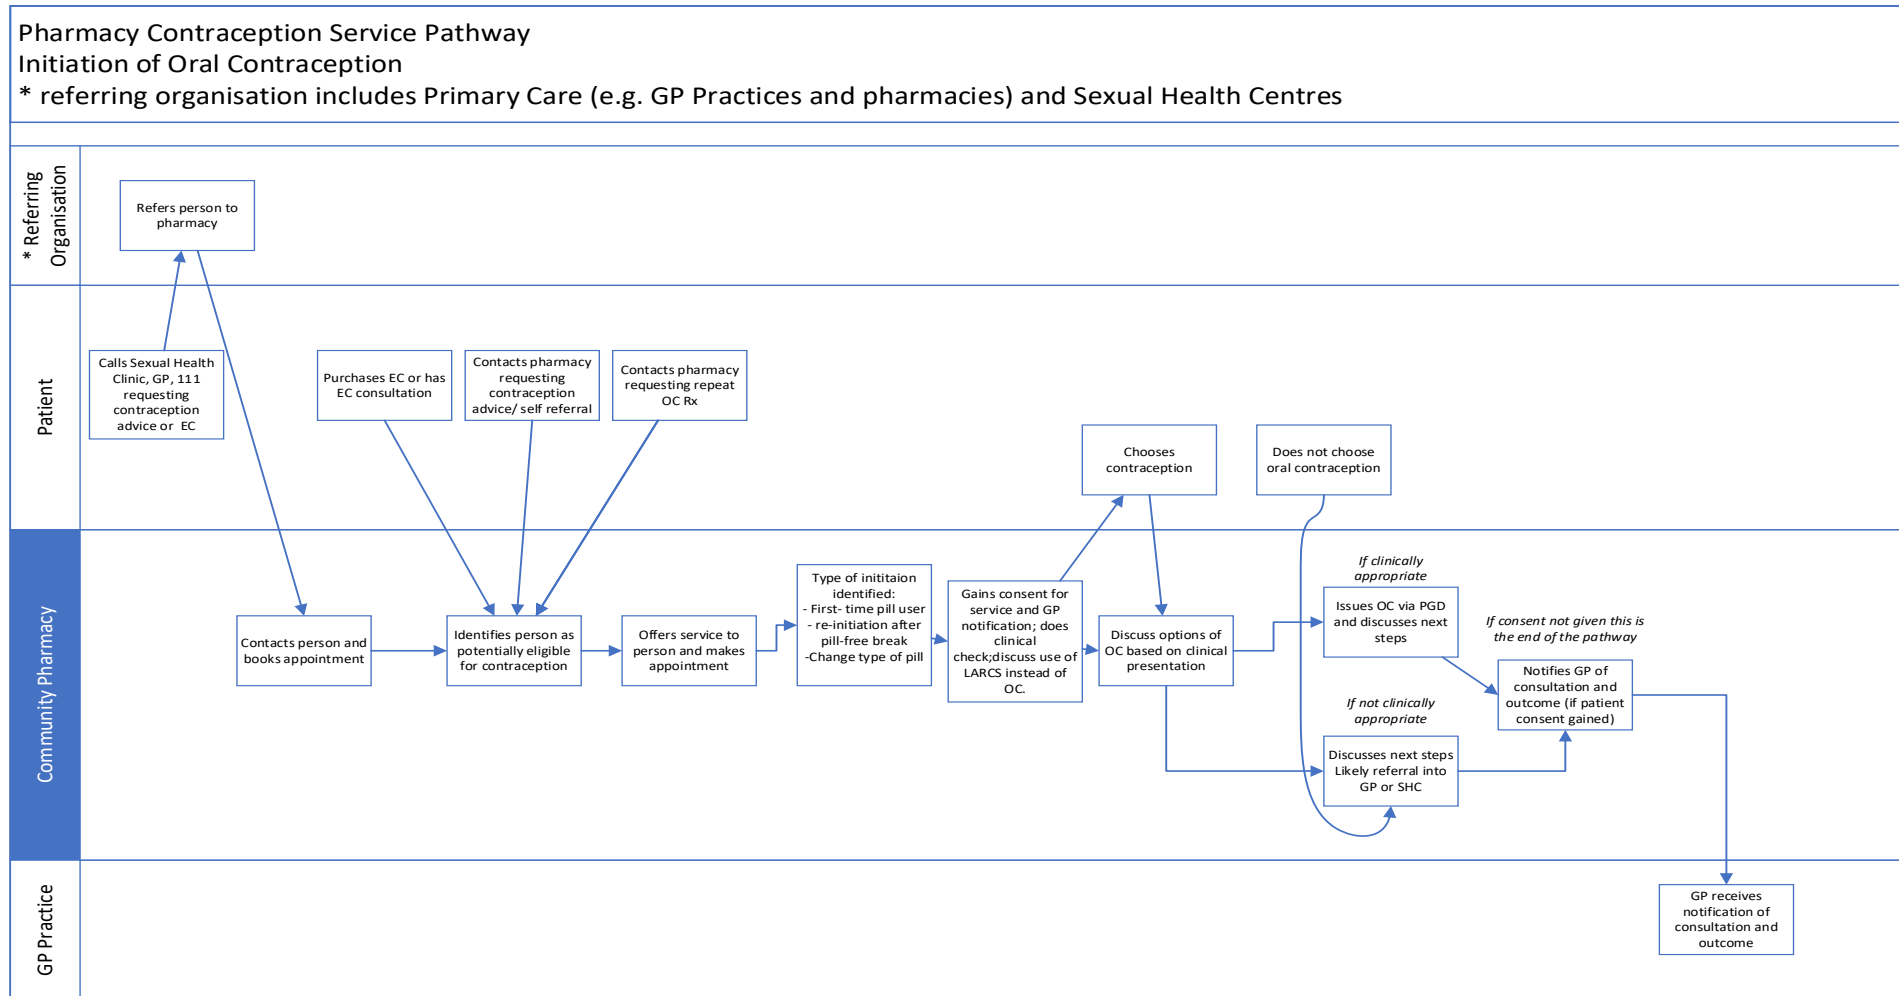 Pharmacy Contraception Service Pathway
Initiation of Oral Contraception
* referring organisation includes Primary Care (e.g. GP Practices and pharmacies) and Sexual Health Centres
* Referring
Organisation
Refers person to
pharmacy
Patient
Calls Sexual Health
Clinic, GP, 111
requesting
contraception
advice or  EC
Purchases EC or has
EC consultation
Contacts pharmacy
requesting
contraception
advice/ self referral
Contacts pharmacy
requesting repeat
OC Rx
Chooses
contraception
Does not choose
oral contraception
Community Pharmacy
Contacts person and
books appointment
Identifies person as
potentially eligible
for contraception
Offers service to
person and makes
appointment
Type of inititaion
identified:
- First- time pill user
- re-initiation after
pill-free break
-Change type of pill
Gains consent for
service and GP
notification; does
clinical
check;discuss use of
LARCS instead of
OC.
Discuss options of
OC based on clinical
presentation
If clinically
appropriate
Issues OC via PGD
and discusses next
steps
If not clinically
appropriate
Discusses next steps
Likely referral into
GP or SHC
If consent not given this is
the end of the pathway
Notifies GP of
consultation and
outcome (if patient
consent gained)
GP Practice
GP receives
notification of
consultation and
outcome